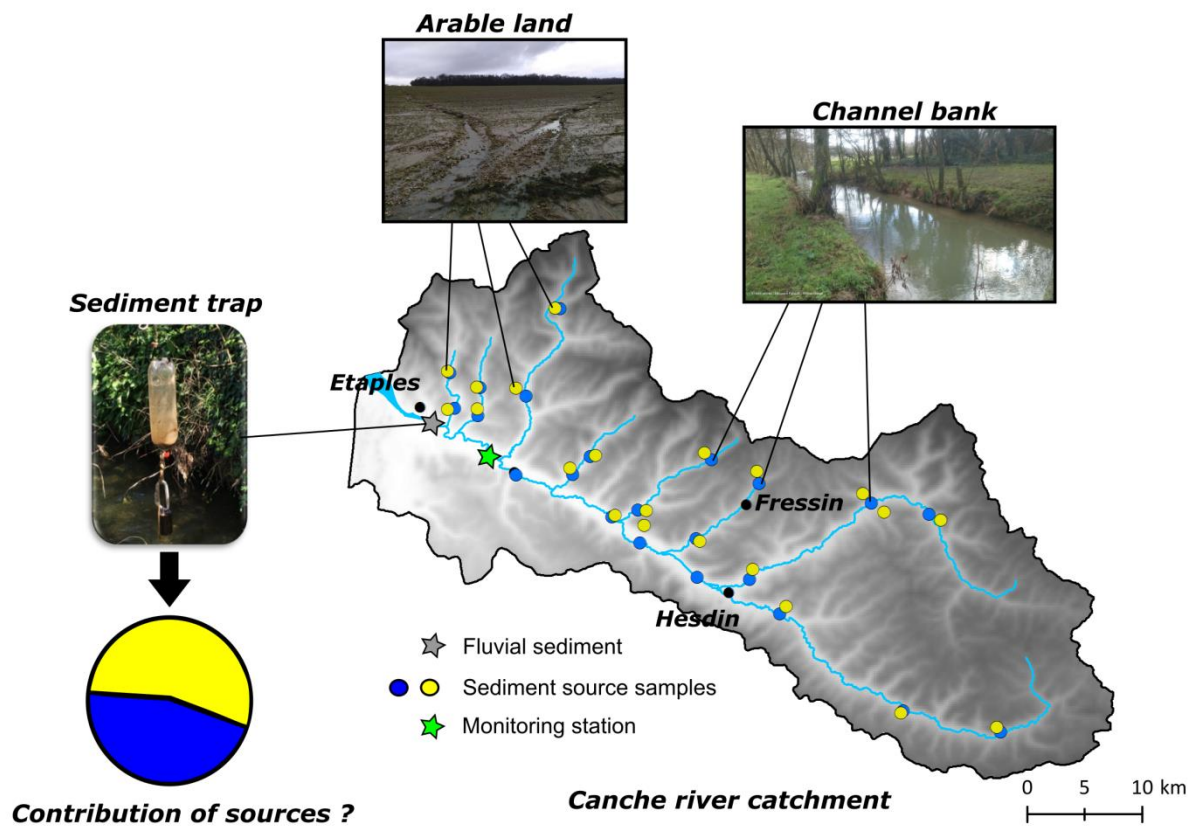 Arable land
Channel bank
Sediment trap
Etaples
Fressin
Hesdin
Fluvial sediment
Sediment source samples
Monitoring station
Contribution of sources ?
Canche river catchment
0 5 10 km